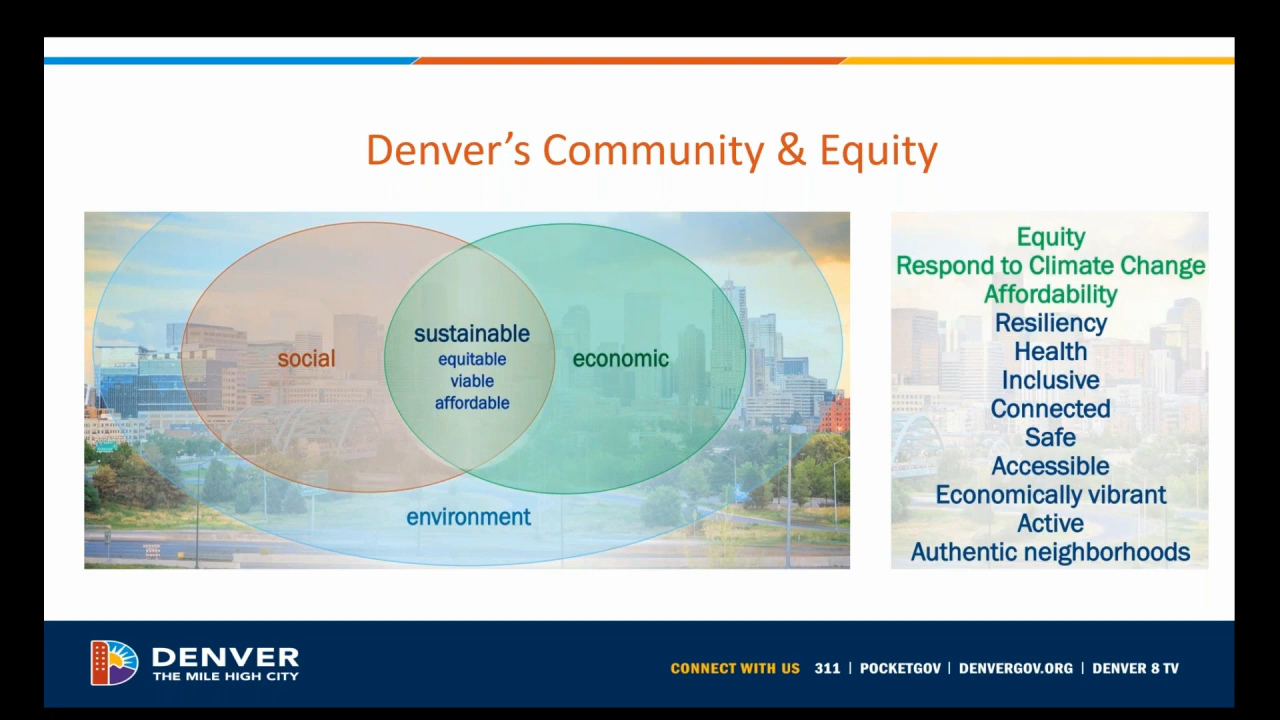 Denver's Community & Equity
social
sustainable
equitable
viable
affordable
economic
environment
Equity
Respond to Climate Change
Affordability
Resiliency
Health
Inclusive
Connected
Safe
Accessible
Economically vibrant
Active
Authentic neighborhoods
DENVER
THE MILE HIGH CITY
CONNECT WITH US 311 | POCKETGOV | DENVERGOV.ORG | DENVER 8 TV